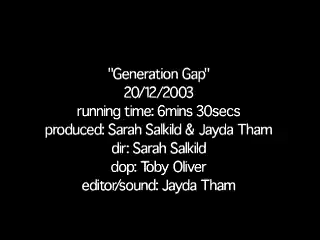 "Generation Gap"
20/12/2003
running time: 6mins 30secs
produced: Sarah Salkild & Jayda Tham
dir: Sarah Salkild
dop: Toby Oliver
editor/sound: Jayda Tham